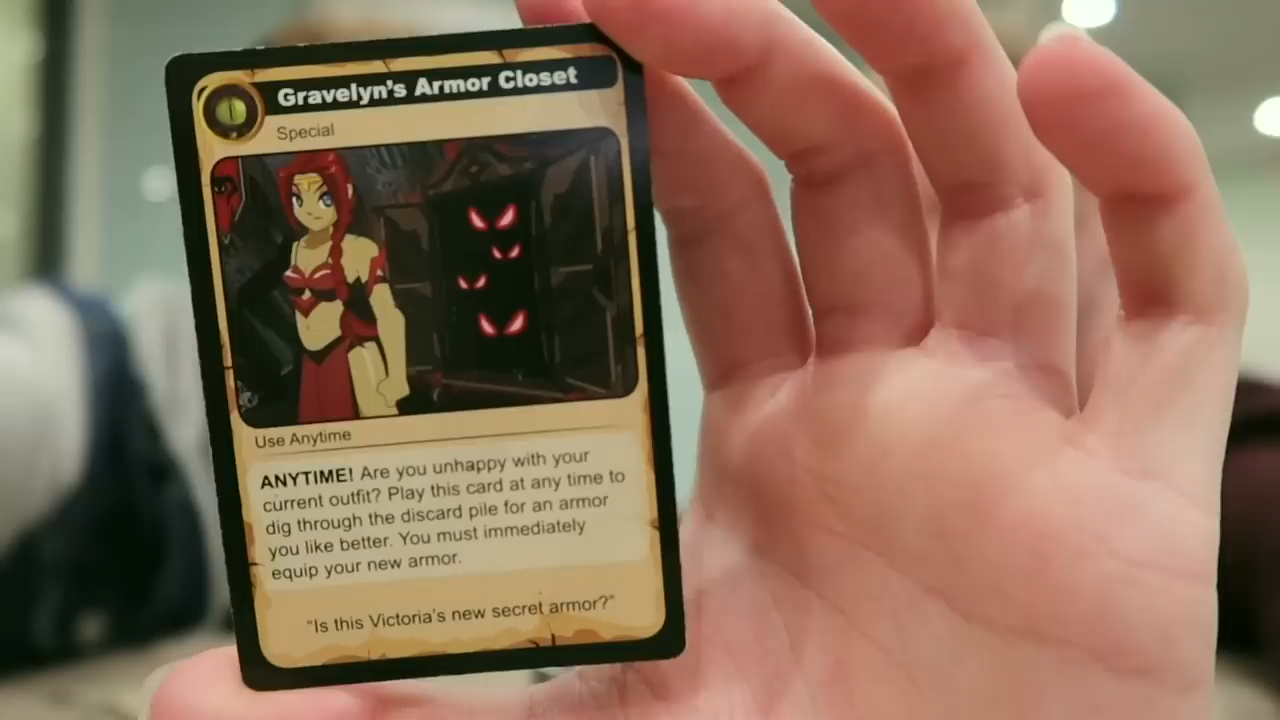 Gravelyn's Armor Closet
Special
Use Anytime
ANYTIME! Are you unhappy with your
current outfit? Play this card at any time to
dig through the discard pile for an armor
you like better. You must immediately
equip your new armor.
"Is this Victoria's new secret armor?"